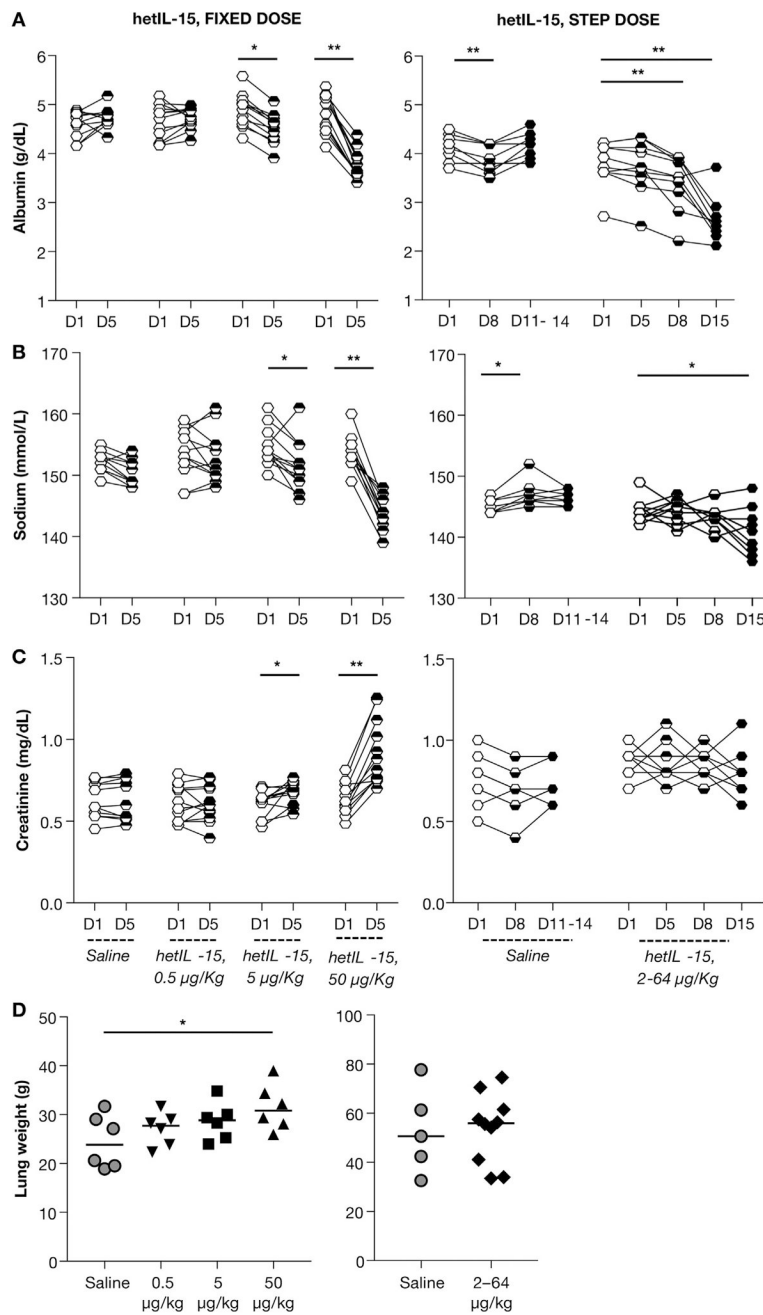 A hetIL-15, FIXED DOSE hetIL-15, STEP DOSE
* ** ** ** **
Albumin (g/dL)
6 6
5 5
4 4
3 3
2 2
1 1
D1 D5 D1 D5 D1 D5 D1 D5 D1 D8 D11- 14 D1 D5 D8 D15
B
* ** * *
Sodium (mmol/L)
170 170
160 160
150 150
140 140
130 130
D1 D5 D1 D5 D1 D5 D1 D5 D1 D8 D11 -14 D1 D5 D8 D15
C
* **
Creatinine (mg/dL)
1.5 1.5
1.0 1.0
0.5 0.5
0.0 0.0
D1 D5 D1 D5 D1 D5 D1 D5 D1 D8 D11-14 D1 D5 D8 D15
Saline hetIL -15, hetIL -15, hetIL -15, Saline hetIL -15,
0.5 µg/Kg 5 µg/Kg 50 µg/Kg 2-64 µg/Kg
D
*
Lung weight (g)
50 100
40 80
30 60
20 40
10 20
0 0
Saline 0.5 5 50 Saline 2–64
µg/kg µg/kg µg/kg µg/kg